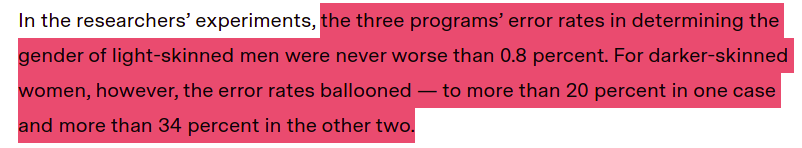 In the researchers’ experiments, the three programs’ error rates in determining the
gender of light-skinned men were never worse than 0.8 percent. For darker-skinned
women, however, the error rates ballooned — to more than 20 percent in one case
and more than 34 percent in the other two.